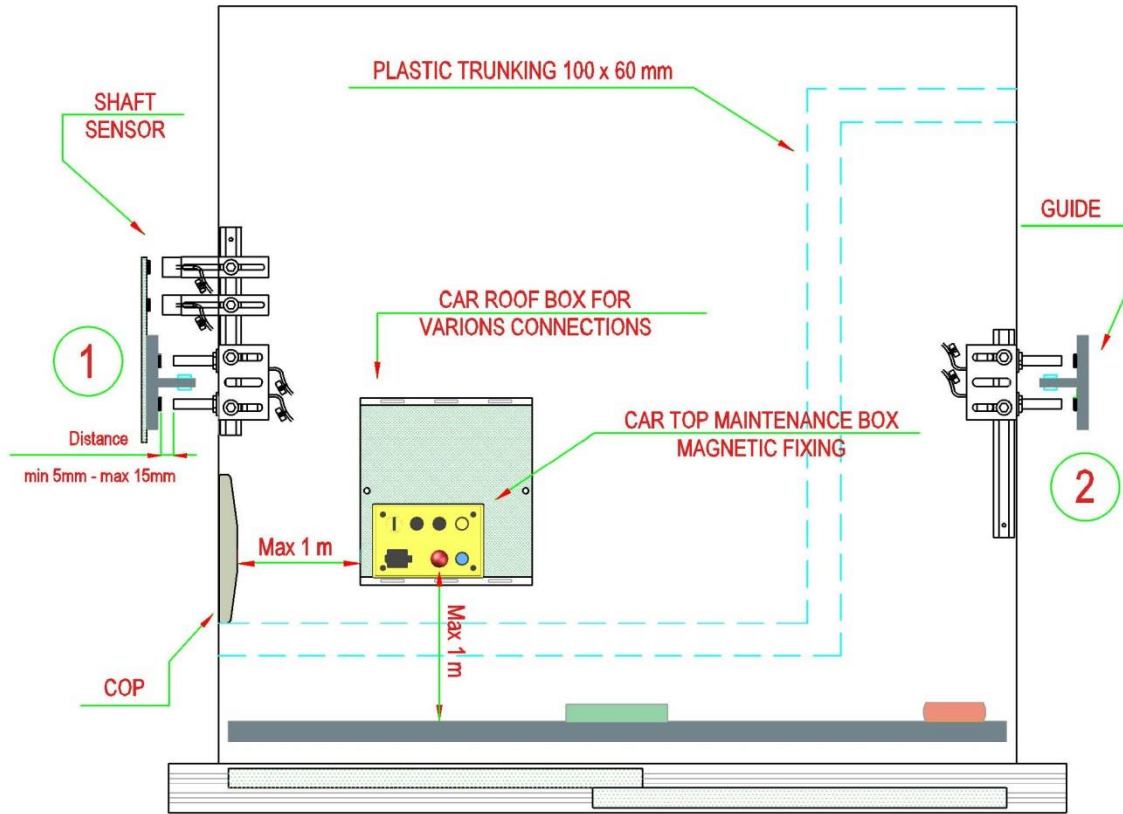 PLASTIC TRUNKING 100 x 60 mm
SHAFT
SENSOR
GUIDE
CAR ROOF BOX FOR
VARIONS CONNECTIONS
1
CAR TOP MAINTENANCE BOX
MAGNETIC FIXING
Distance
min 5mm - max 15mm
2
Max 1 m
Max 1 m
COP